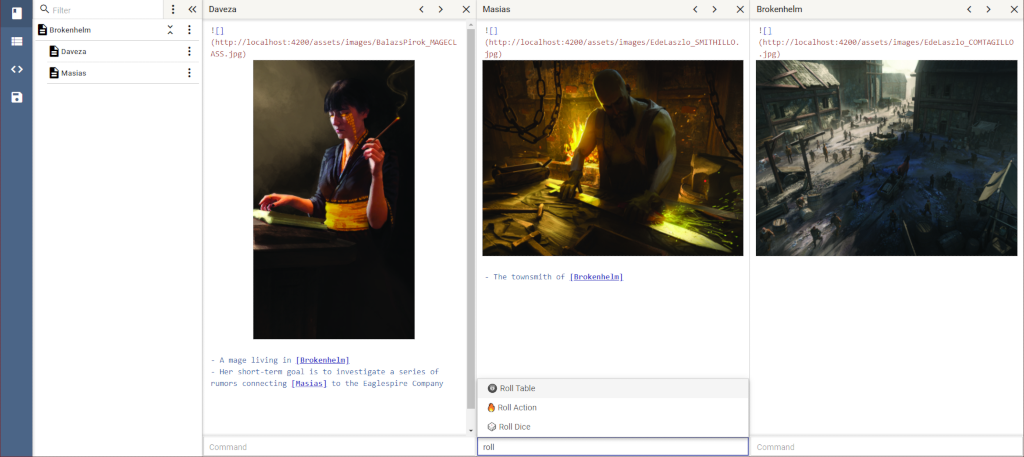 Filter
Brokenhelm
Daveza
Masias
Daveza
![]
(http://localhost:4200/assets/images/BalazsPirok_MAGECL
ASS.jpg)
- A mage living in [Brokenhelm]
- Her short-term goal is to investigate a series of
rumors connecting [Masias] to the Eaglespire Company
Command
Masias
![]
(http://localhost:4200/assets/images/EdeLaszlo_SMITHILLO.
jpg)
- The townsmith of [Brokenhelm]
Roll Table
Roll Action
Roll Dice
roll
Brokenhelm
![]
(http://localhost:4200/assets/images/EdeLaszlo_COMTAGILLO
.jpg)
Command